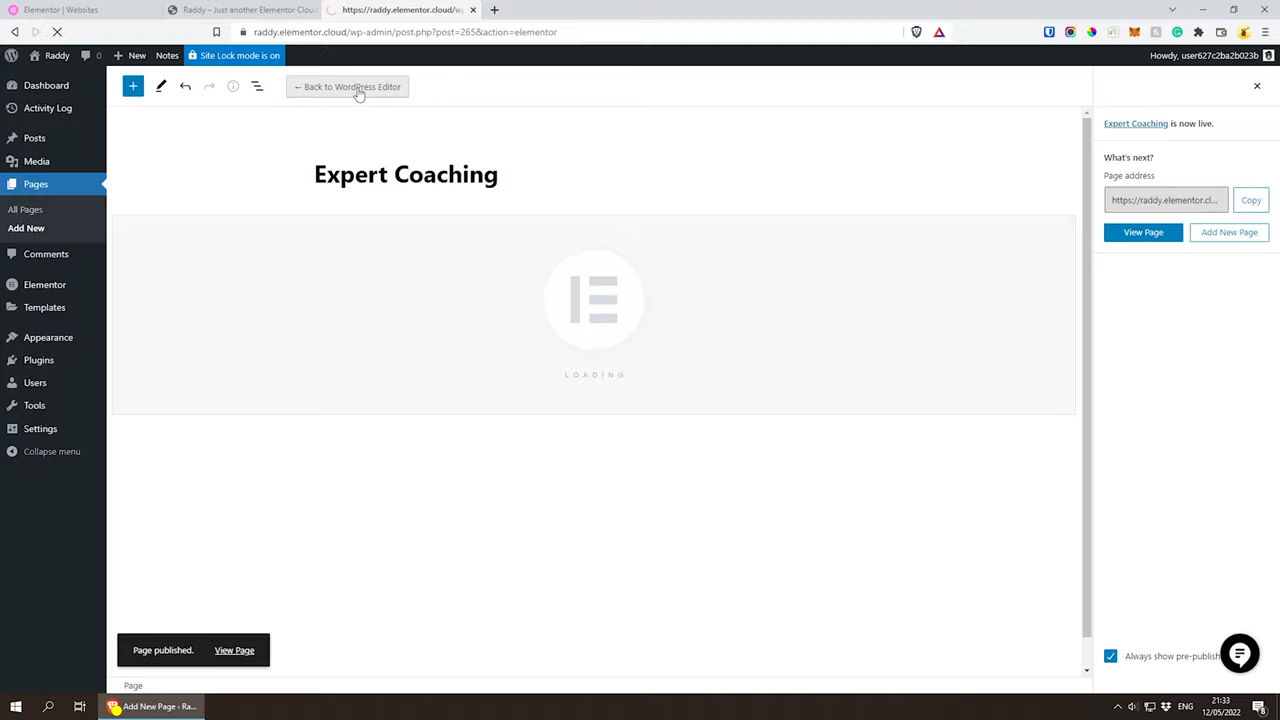 Elementor | Websites
Raddy – Just another Elementor Cloud
https://raddy.elementor.cloud/wp
raddy.elementor.cloud/wp-admin/post.php?post=265&action=elementor
Raddy
0
New
Notes
Site Lock mode is on
Howdy, user627c2ba2b023b
Dashboard
Activity Log
Posts
Media
Pages
All Pages
Add New
Comments
Elementor
Templates
Appearance
Plugins
Users
Tools
Settings
Collapse menu
← Back to WordPress Editor
Expert Coaching
LOADING
Expert Coaching is now live.
What's next?
Page address
https://raddy.elementor.cl...
Copy
View Page
Add New Page
Page published.
View Page
Always show pre-publish
Page
Add New Page ‹ Ra...
ENG
21:33
12/05/2022
8